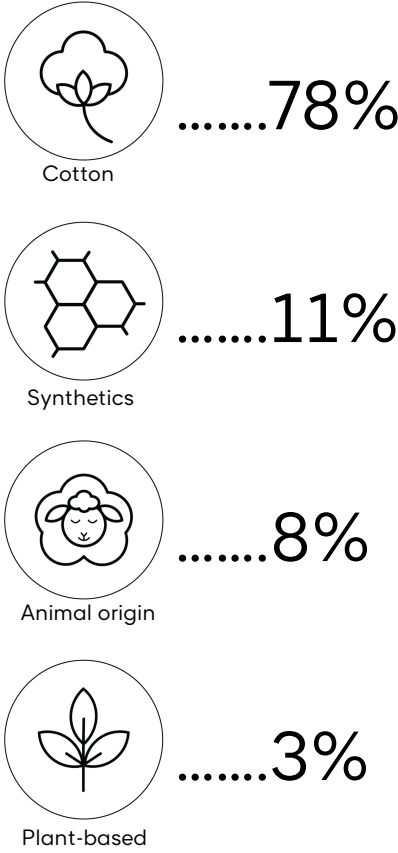 .......78%
Cotton
.......11%
Synthetics
.......8%
Animal origin
.......3%
Plant-based